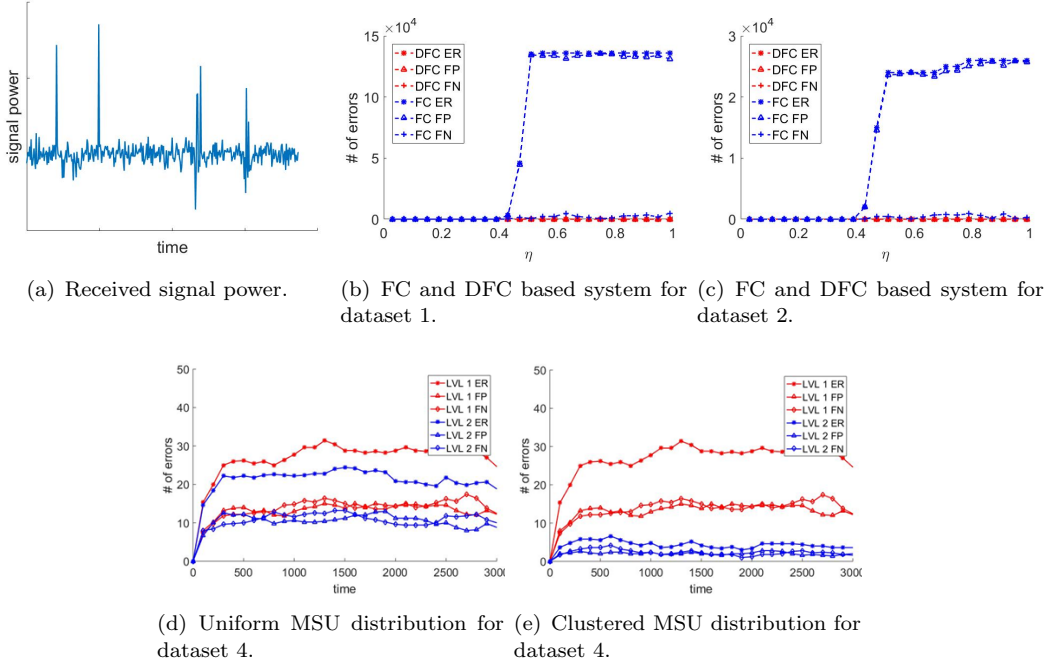 signal power
time
(a) Received signal power.
×10⁴
15
10
5
0
# of errors
DFC ER
DFC FP
DFC FN
FC ER
FC FP
FC FN
0 0.2 0.4 0.6 0.8 1
η
(b) FC and DFC based system for
dataset 1.
×10⁴
3
2
1
0
# of errors
DFC ER
DFC FP
DFC FN
FC ER
FC FP
FC FN
0 0.2 0.4 0.6 0.8 1
η
(c) FC and DFC based system for
dataset 2.
50
40
30
20
10
0
# of errors
LVL 1 ER
LVL 1 FP
LVL 1 FN
LVL 2 ER
LVL 2 FP
LVL 2 FN
0 500 1000 1500 2000 2500 3000
time
(d) Uniform MSU distribution for
dataset 4.
50
40
30
20
10
0
# of errors
LVL 1 ER
LVL 1 FP
LVL 1 FN
LVL 2 ER
LVL 2 FP
LVL 2 FN
0 500 1000 1500 2000 2500 3000
time
(e) Clustered MSU distribution for
dataset 4.